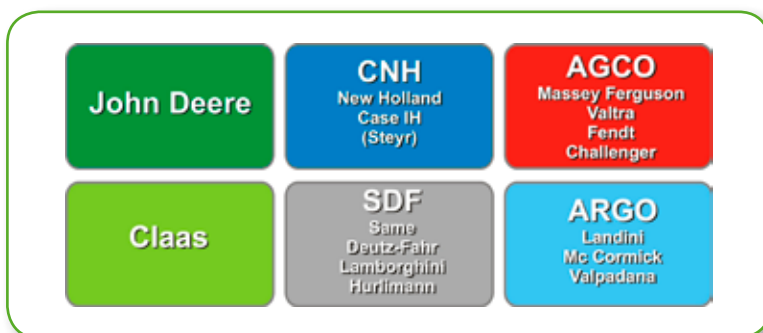 John Deere
CNH
New Holland
Case IH
(Steyr)
AGCO
Massey Ferguson
Valtra
Fendt
Challenger
Claas
SDF
Same
Deutz-Fahr
Lamborghini
Hurlimann
ARGO
Landini
Mc Cormick
Valpadana